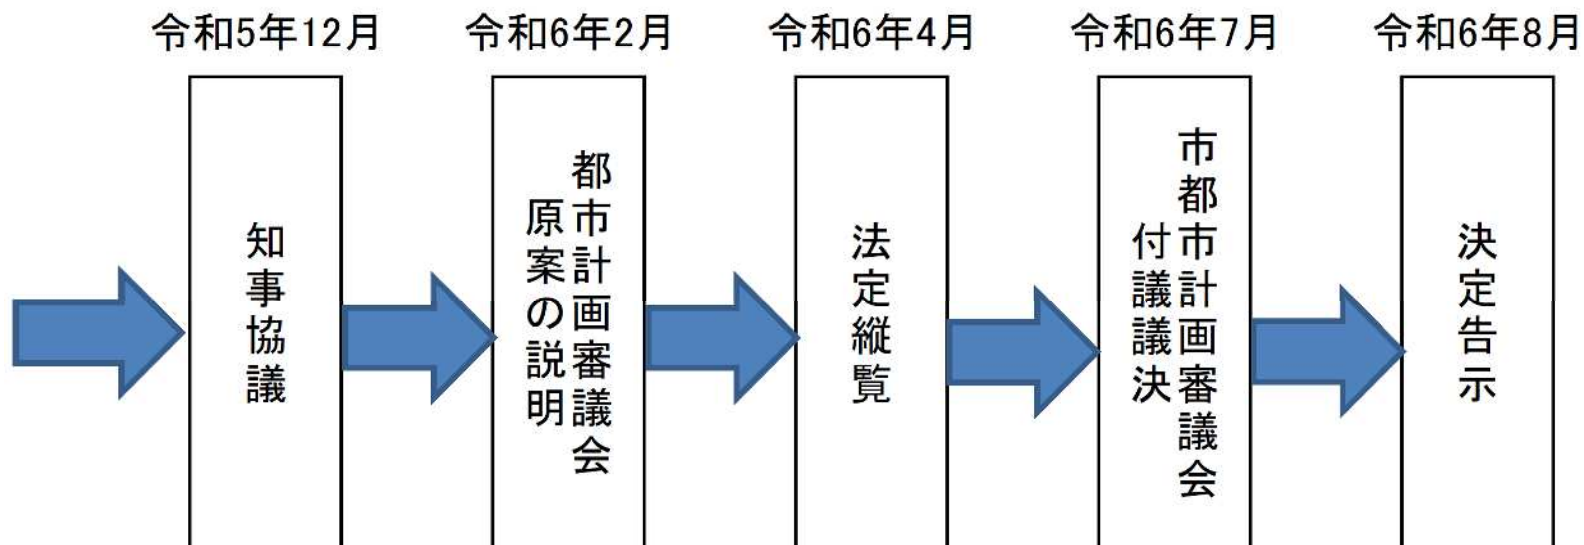 令和5年12月
知事協議
令和6年2月
都市計画審議会
原案の説明
令和6年4月
法定縦覧
令和6年7月
市都市計画審議会
付議議決
令和6年8月
決定告示